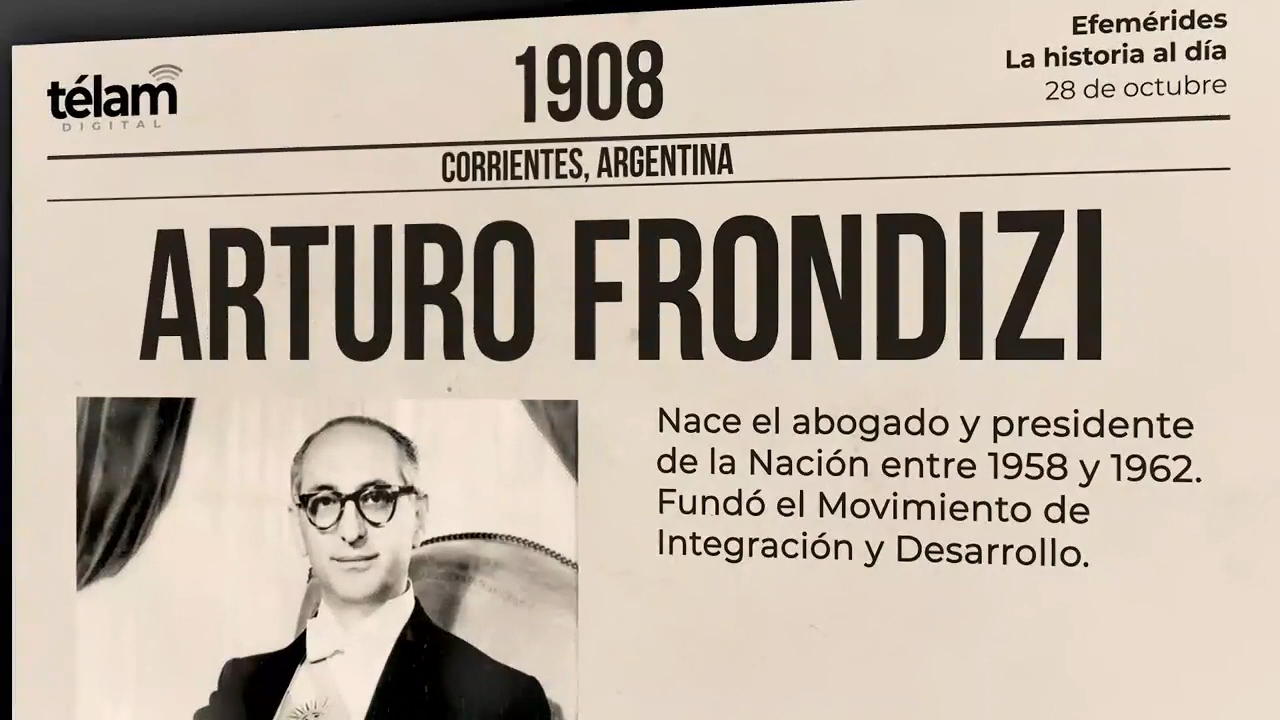 télam
DIGITAL
1908
Efemérides
La historia al día
28 de octubre
CORRIENTES, ARGENTINA
ARTURO FRONDIZI
Nace el abogado y presidente
de la Nación entre 1958 y 1962.
Fundó el Movimiento de
Integración y Desarrollo.